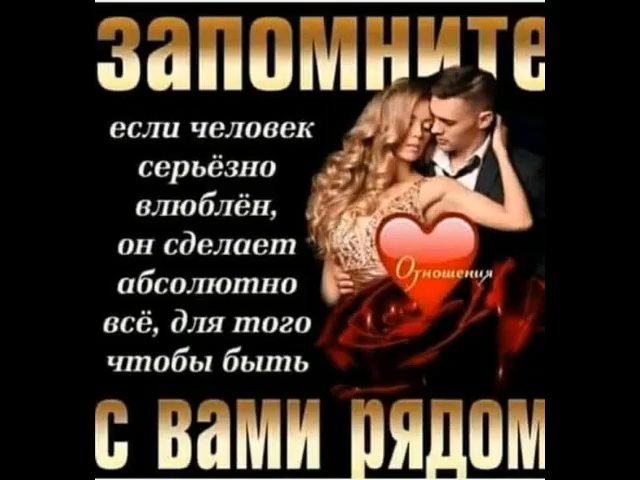 ЗАПОМНИТЕ
если человек
серьёзно
влюблён,
он сделает
абсолютно
всё, для того
чтобы быть
Отношения
С ВАМИ РЯДОМ